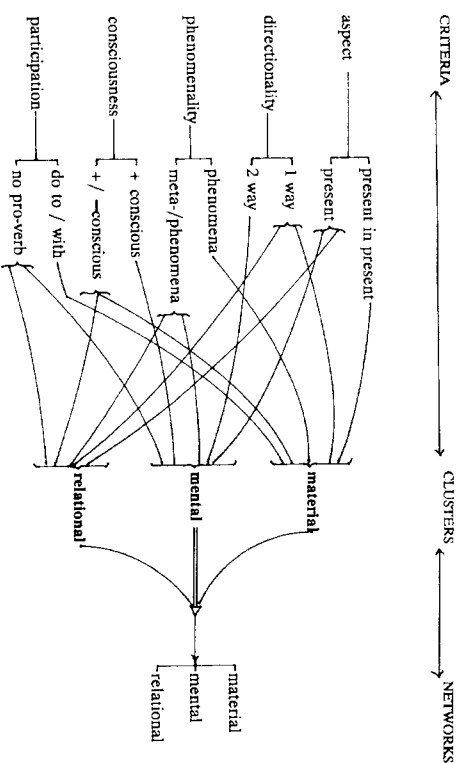 CRITERIA
CLUSTERS
NETWORKS
aspect
present in present
present
directionality
1 way
2 way
phenomenality
phenomena
meta-/phenomena
consciousness
+ conscious
+ / −conscious
participation
do to / with
no pro-verb
material
mental
relational
material
mental
relational